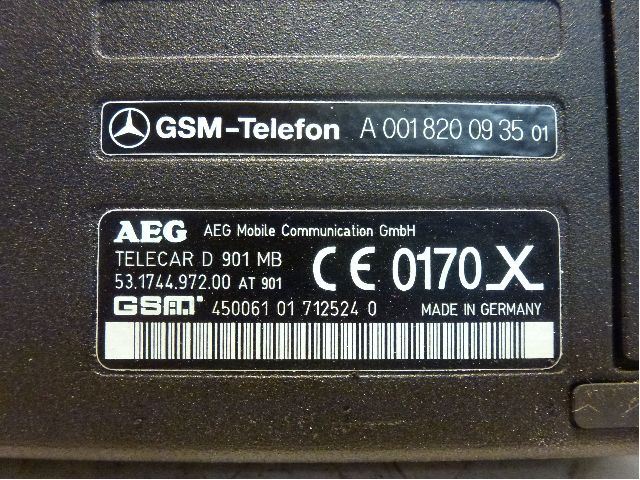 GSM-Telefon A 001 820 09 35 01
AEG AEG Mobile Communication GmbH
TELECAR D 901 MB
53.1744.972.00 AT 901
CE 0170 X
GSM 450061 01 712524 0 MADE IN GERMANY